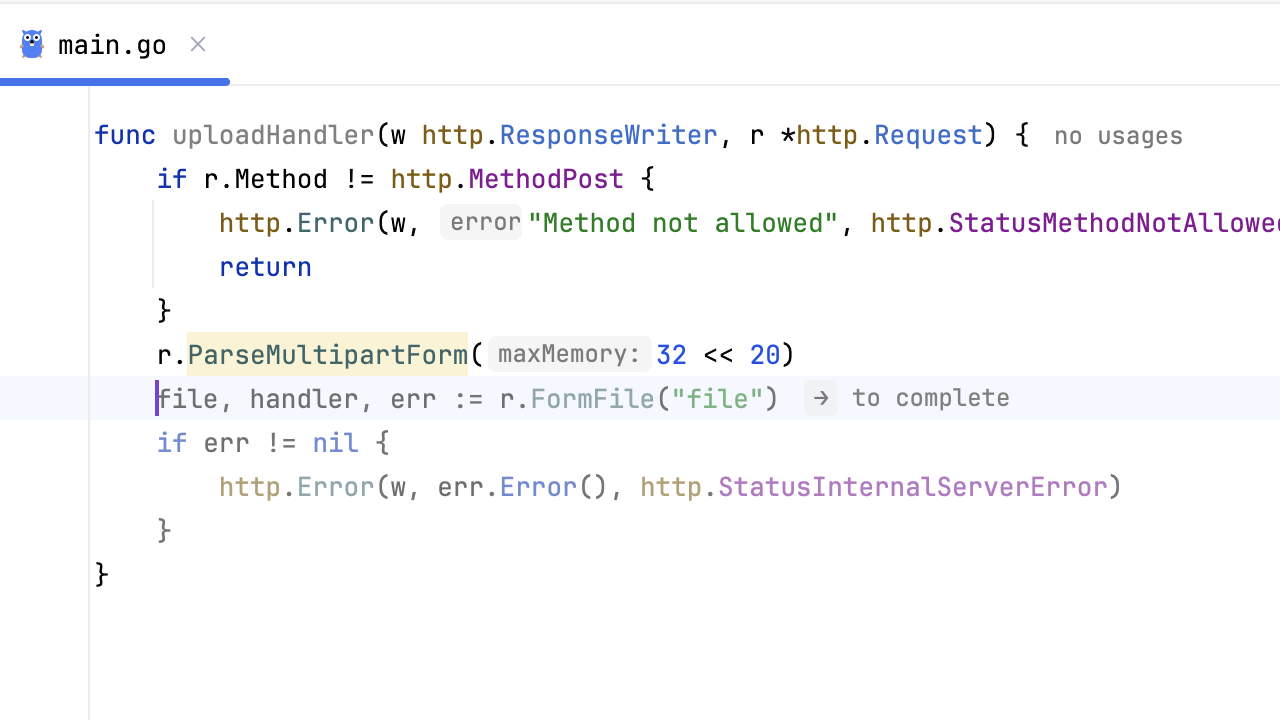 main.go ×
func uploadHandler(w http.ResponseWriter, r *http.Request) { no usages
if r.Method != http.MethodPost {
http.Error(w, error "Method not allowed", http.StatusMethodNotAllowed
return
}
r.ParseMultipartForm( maxMemory: 32 << 20)
file, handler, err := r.FormFile("file") → to complete
if err != nil {
http.Error(w, err.Error(), http.StatusInternalServerError)
}
}